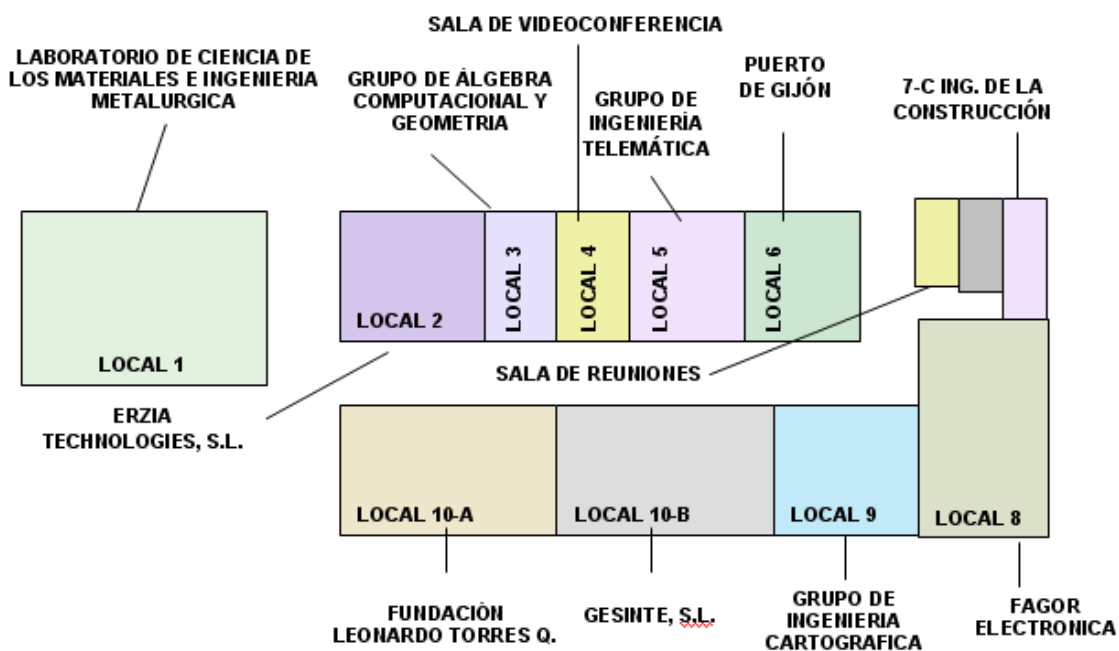 SALA DE VIDEOCONFERENCIA
LABORATORIO DE CIENCIA DE
LOS MATERIALES E INGENIERIA
METALURGICA
GRUPO DE ÁLGEBRA
COMPUTACIONAL Y
GEOMETRIA
GRUPO DE
INGENIERÍA
TELEMÁTICA
PUERTO
DE GIJÓN
7-C ING. DE LA
CONSTRUCCIÓN
LOCAL 1
LOCAL 2
LOCAL 3
LOCAL 4
LOCAL 5
LOCAL 6
SALA DE REUNIONES
ERZIA
TECHNOLOGIES, S.L.
LOCAL 10-A
LOCAL 10-B
LOCAL 9
LOCAL 8
FUNDACIÓN
LEONARDO TORRES Q.
GESINTE, S.L.
GRUPO DE
INGENIERIA
CARTOGRAFICA
FAGOR
ELECTRONICA